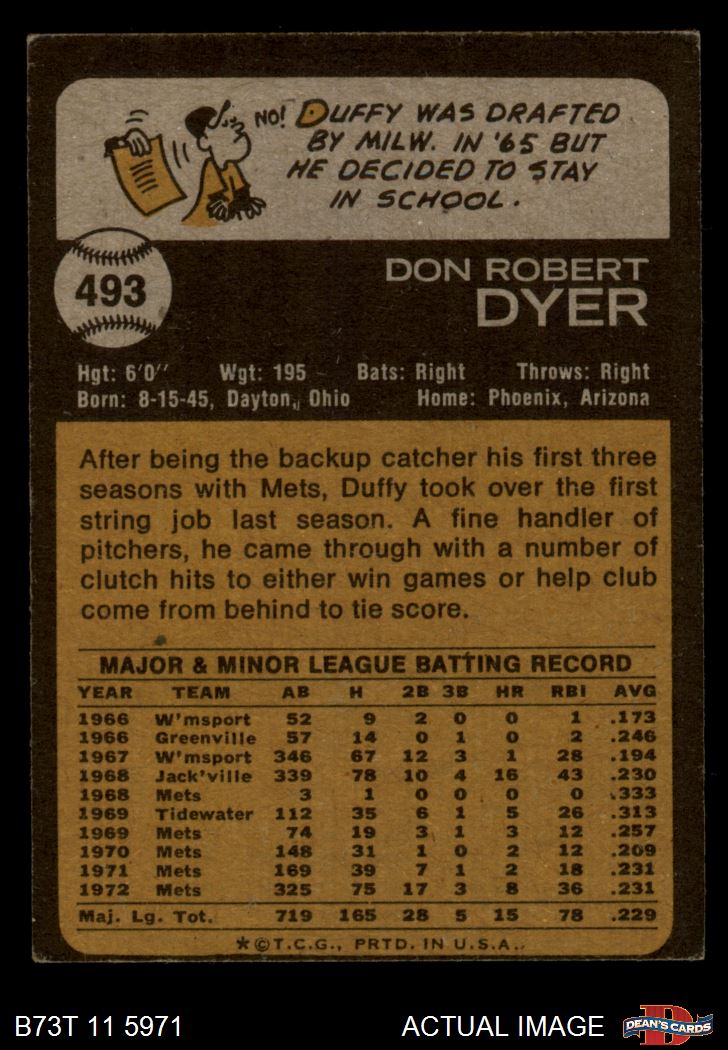 NO! DUFFY WAS DRAFTED
BY MILW. IN '65 BUT
HE DECIDED TO STAY
IN SCHOOL.
493
DON ROBERT
DYER
Hgt: 6'0" Wgt: 195 Bats: Right Throws: Right
Born: 8-15-45, Dayton, Ohio Home: Phoenix, Arizona
After being the backup catcher his first three
seasons with Mets, Duffy took over the first
string job last season. A fine handler of
pitchers, he came through with a number of
clutch hits to either win games or help club
come from behind to tie score.
MAJOR & MINOR LEAGUE BATTING RECORD
YEAR TEAM AB H 2B 3B HR RBI AVG
1966 W'msport 52 9 2 0 0 1 .173
1966 Greenville 57 14 0 1 0 2 .246
1967 W'msport 346 67 12 3 1 28 .194
1968 Jack'ville 339 78 10 4 16 43 .230
1968 Mets 3 1 0 0 0 0 .333
1969 Tidewater 112 35 6 1 5 26 .313
1969 Mets 74 19 3 1 3 12 .257
1970 Mets 148 31 1 0 2 12 .209
1971 Mets 169 39 7 1 2 18 .231
1972 Mets 325 75 17 3 8 36 .231
Maj. Lg. Tot. 719 165 28 5 15 78 .229
*©T.C.G., PRTD. IN U.S.A.
B73T 11 5971 ACTUAL IMAGE
D
DEAN'S CARDS